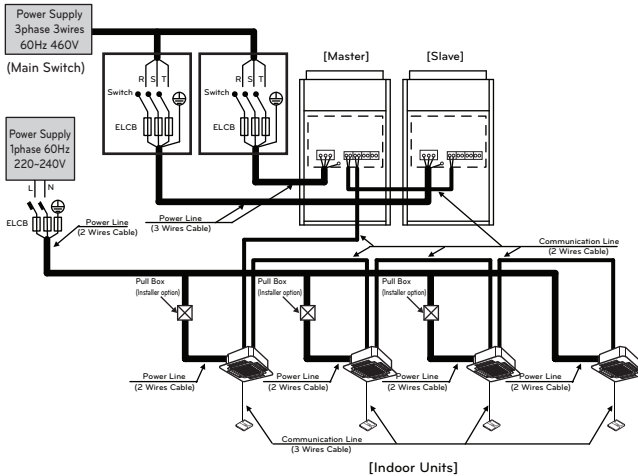 Power Supply
3phase 3wires
60Hz 460V
(Main Switch)
[Master]
[Slave]
R S T
Switch
ELCB
R S T
Switch
ELCB
Power Supply
1phase 60Hz
220~240V
L N
ELCB
Power Line
(2 Wires Cable)
Power Line
(3 Wires Cable)
Communication Line
(2 Wires Cable)
Pull Box
(Installer option)
Pull Box
(Installer option)
Pull Box
(Installer option)
Power Line
(2 Wires Cable)
Power Line
(2 Wires Cable)
Power Line
(2 Wires Cable)
Power Line
(2 Wires Cable)
Communication Line
(3 Wires Cable)
[Indoor Units]